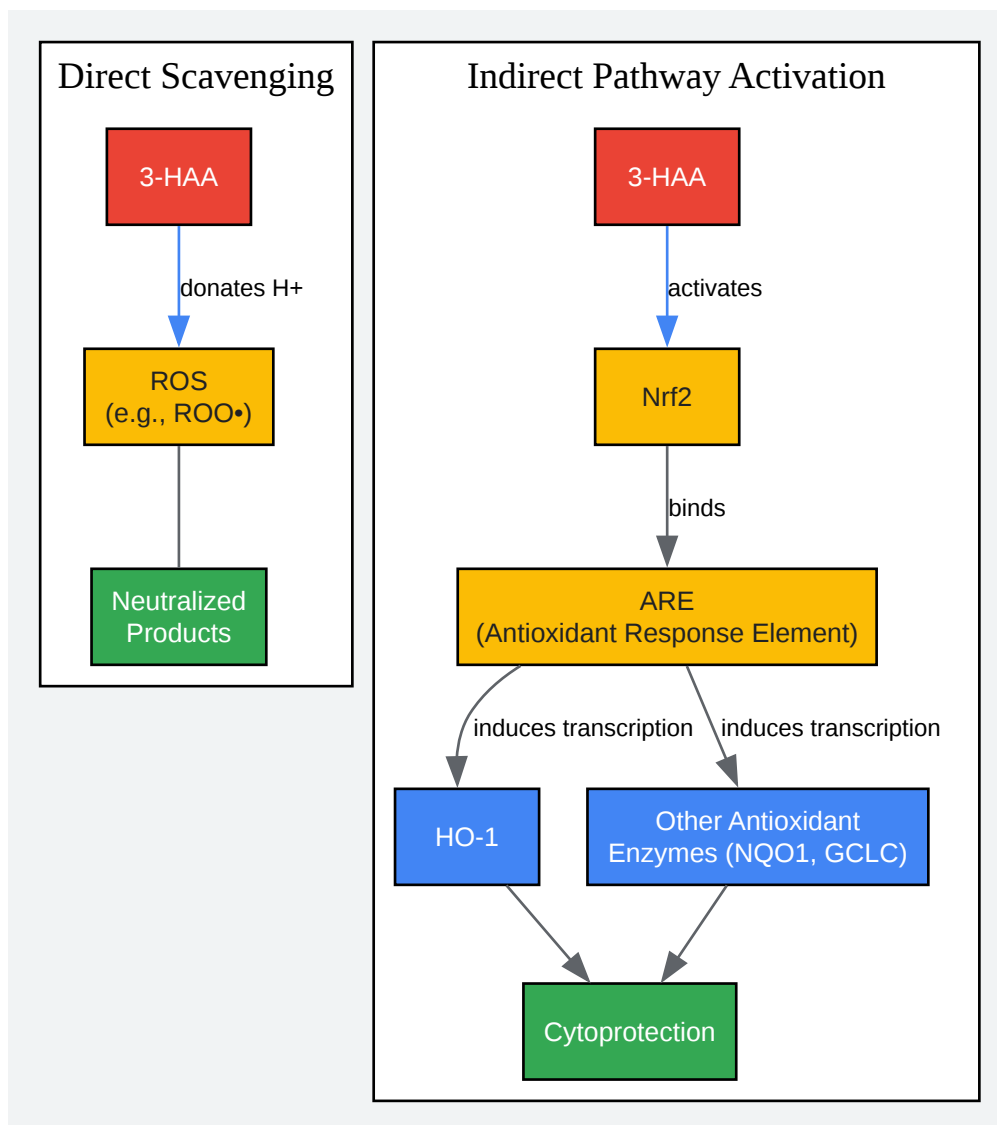 Direct Scavenging
3-HAA
donates H+
ROS
(e.g., ROO•)
Neutralized
Products
Indirect Pathway Activation
3-HAA
activates
Nrf2
binds
ARE
(Antioxidant Response Element)
induces transcription
induces transcription
HO-1
Other Antioxidant
Enzymes (NQO1, GCLC)
Cytoprotection